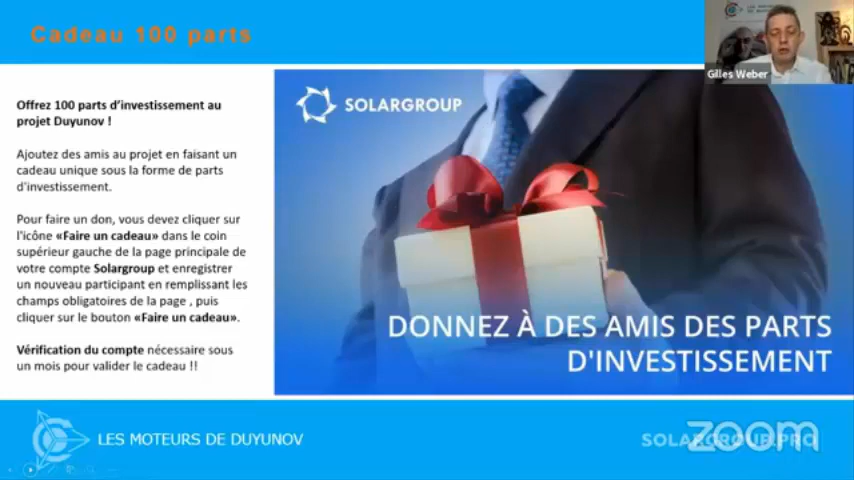 Cadeau 100 parts
Gilles Weber
Offrez 100 parts d'investissement au
projet Duyunov !
Ajoutez des amis au projet en faisant un
cadeau unique sous la forme de parts
d'investissement.
Pour faire un don, vous devez cliquer sur
l'icône «Faire un cadeau» dans le coin
supérieur gauche de la page principale de
votre compte Solargroup et enregistrer
un nouveau participant en remplissant les
champs obligatoires de la page , puis
cliquer sur le bouton «Faire un cadeau».
Vérification du compte nécessaire sous
un mois pour valider le cadeau !!
SOLARGROUP
DONNEZ À DES AMIS DES PARTS
D'INVESTISSEMENT
LES MOTEURS DE DUYUNOV
SOLARGROUP.PRO
zoom